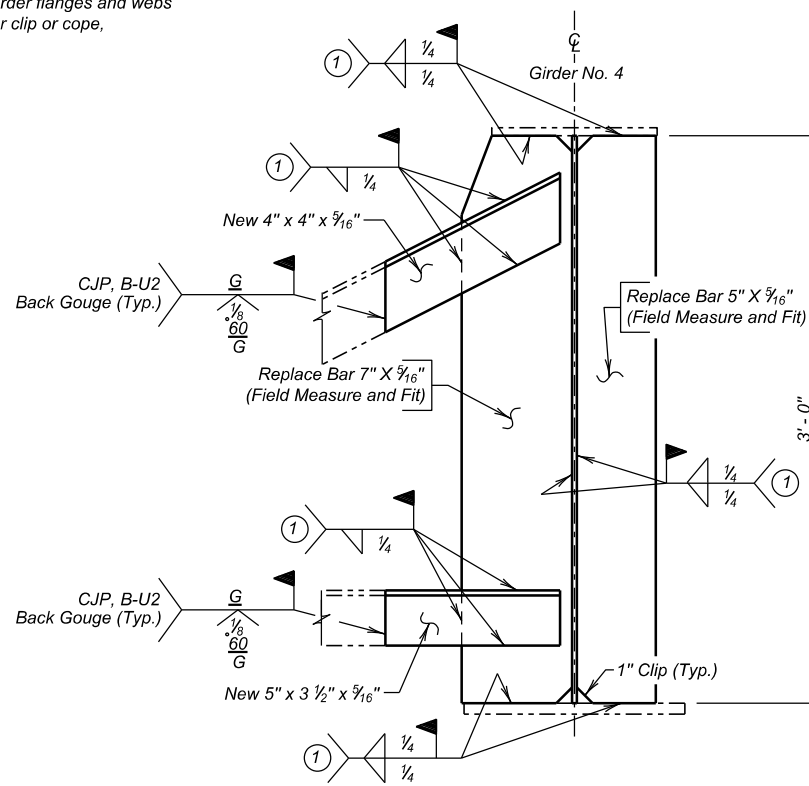 rder flanges and webs
r clip or cope,
℄
Girder No. 4
1
1/4
1/4
1
1/4
New 4" x 4" x 5/16"
CJP, B-U2
Back Gouge (Typ.)
G
1/8
60°
G
Replace Bar 5" X 5/16"
(Field Measure and Fit)
Replace Bar 7" X 5/16"
(Field Measure and Fit)
3' - 0"
1/4
1/4
1
1
1/4
CJP, B-U2
Back Gouge (Typ.)
G
1/8
60°
G
New 5" x 3 1/2" x 5/16"
1" Clip (Typ.)
1
1/4
1/4